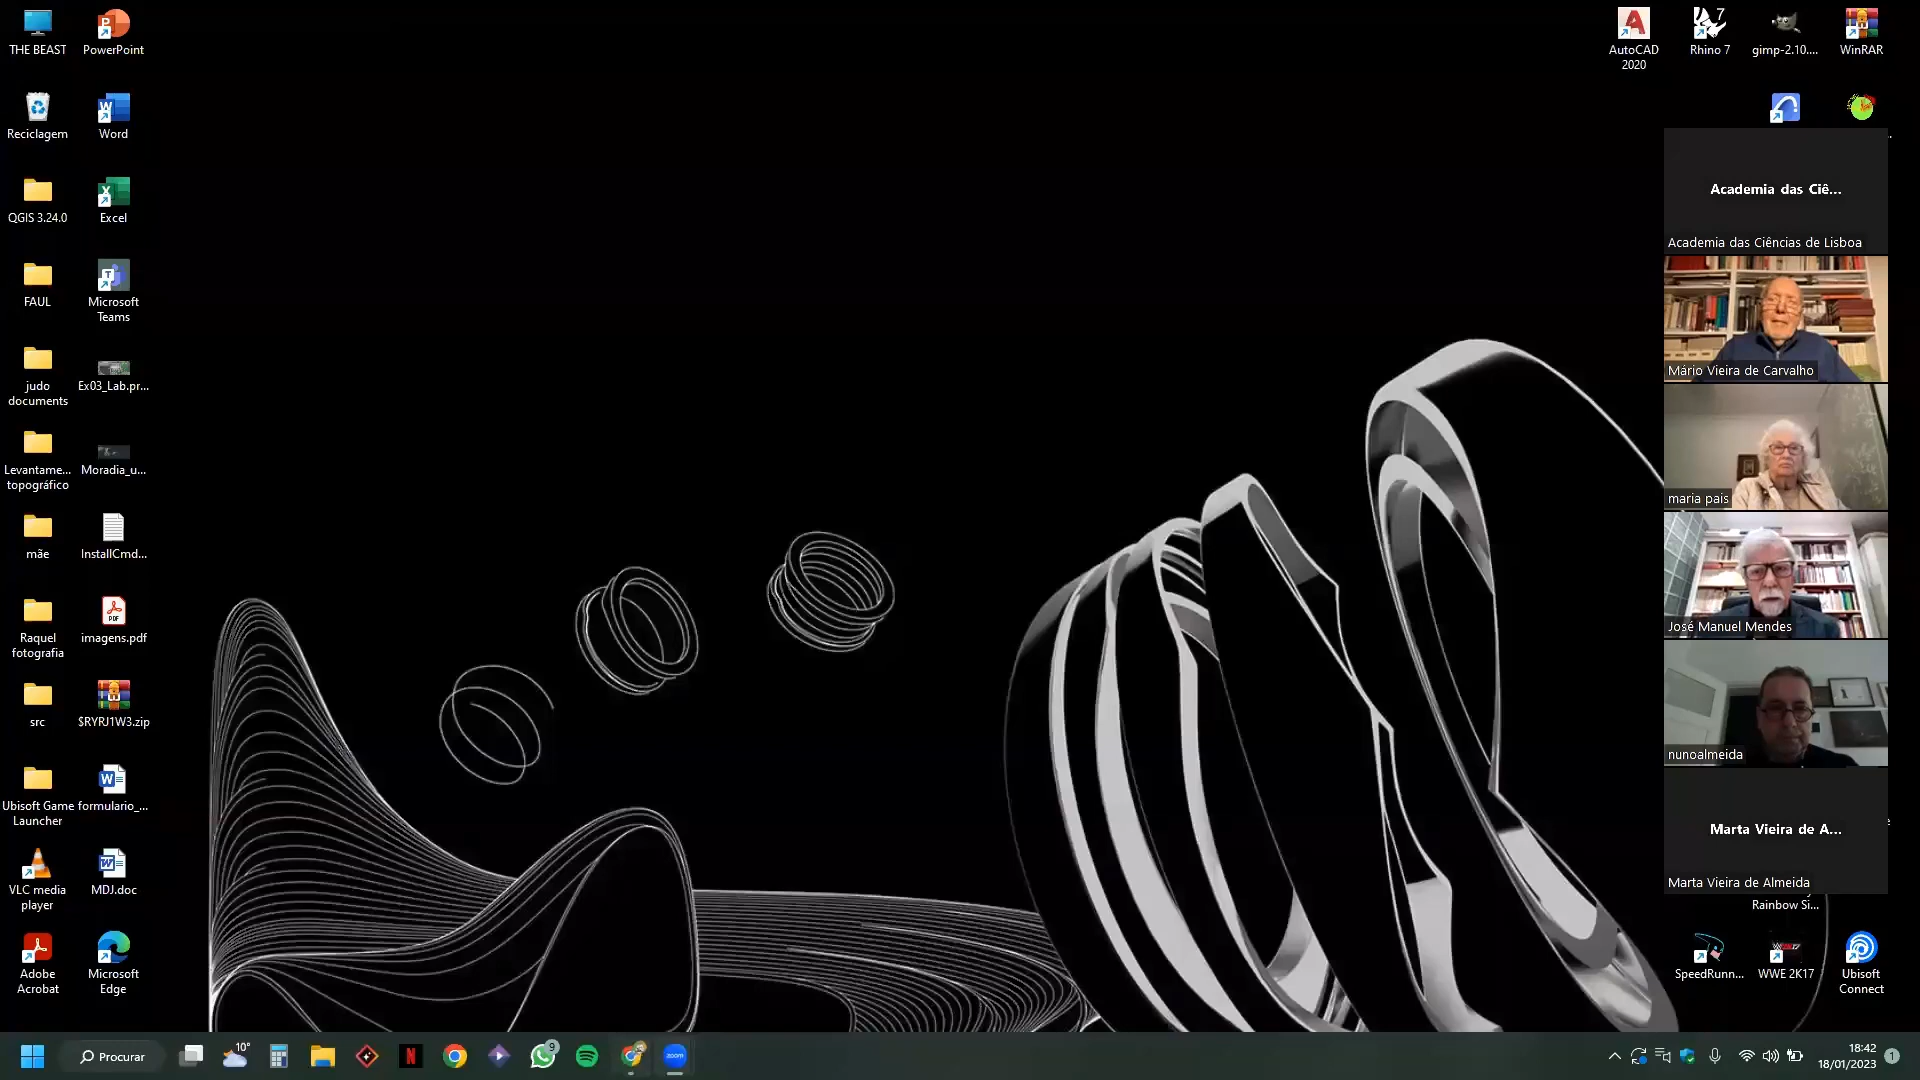 THE BEAST
PowerPoint
Reciclagem
Word
QGIS 3.24.0
Excel
FAUL
Microsoft
Teams
judo
documents
Ex03_Lab.pr...
Levantame...
topográfico
Moradia_u...
mãe
InstallCmd...
Raquel
fotografia
imagens.pdf
src
$RYRJ1W3.zip
Ubisoft Game
Launcher
formulario_...
VLC media
player
MDJ.doc
Adobe
Acrobat
Microsoft
Edge
AutoCAD
2020
Rhino 7
7
gimp-2.10....
WinRAR
Academia das Ciê...
Academia das Ciências de Lisboa
Mário Vieira de Carvalho
maria pais
José Manuel Mendes
nunoalmeida
Marta Vieira de A...
Marta Vieira de Almeida
Rainbow Si...
SpeedRunn...
WWE 2K17
Ubisoft
Connect
Procurar
10°
9
zoom
18:42
18/01/2023
1